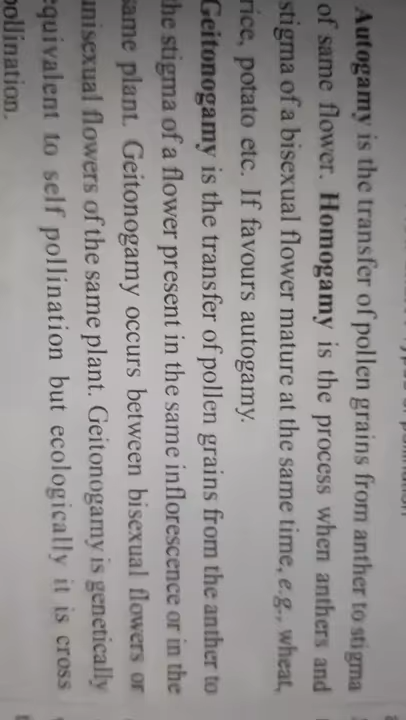 Autogamy is the transfer of pollen grains from anther to stigma
of same flower. Homogamy is the process when anthers and
stigma of a bisexual flower mature at the same time, e.g., wheat,
rice, potato etc. If favours autogamy.
Geitonogamy is the transfer of pollen grains from the anther to
the stigma of a flower present in the same inflorescence or in the
same plant. Geitonogamy occurs between bisexual flowers or
unisexual flowers of the same plant. Geitonogamy is genetically
equivalent to self pollination but ecologically it is cross
pollination.